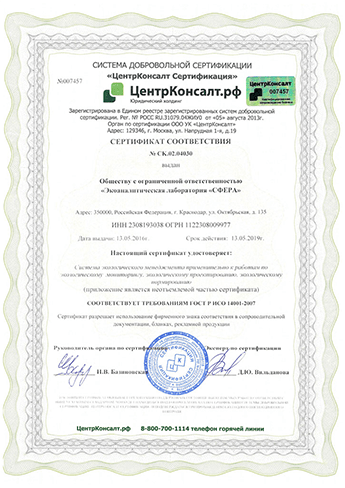 СИСТЕМА ДОБРОВОЛЬНОЙ СЕРТИФИКАЦИИ
«ЦентрКонсалт Сертификация»
№007457
ЦентрКонсалт.рф
Юридический холдинг
ЦентрКонсалт
007457
Зарегистрирована в Едином реестре зарегистрированных систем добровольной
сертификации. Рег. № РОСС RU.31079.04ЖИУ0 от «05» августа 2013г.
Орган по сертификации ООО УК «ЦентрКонсалт»
Адрес: 129346, г. Москва, ул. Напрудная 1-х, д.19
СЕРТИФИКАТ СООТВЕТСТВИЯ
№ СК.02.04030
выдан
Обществу с ограниченной ответственностью
«Экоаналитическая лаборатория «СФЕРА»
Адрес: 350000, Российская Федерация, г. Краснодар, ул. Октябрьская, д. 135
ИНН 2308193038 ОГРН 1122308009977
Дата выдачи: 13.05.2016г. Срок действия: 13.05.2019г.
Настоящий сертификат удостоверяет:
Система экологического менеджмента применительно к работам по
экологическому мониторингу, экологическому проектированию, экологическому
нормированию
(приложение является неотъемлемой частью сертификата)
СООТВЕТСТВУЕТ ТРЕБОВАНИЯМ ГОСТ Р ИСО 14001-2007
Сертификат разрешает использование фирменного знака соответствия в сопроводительной
документации, бланках, рекламной продукции
Руководитель органа по сертификации: Эксперт по сертификации
Н.В. Д.Ю. Вильданова
ЦентрКонсалт.рф 8-800-700-1114 телефон горячей линии